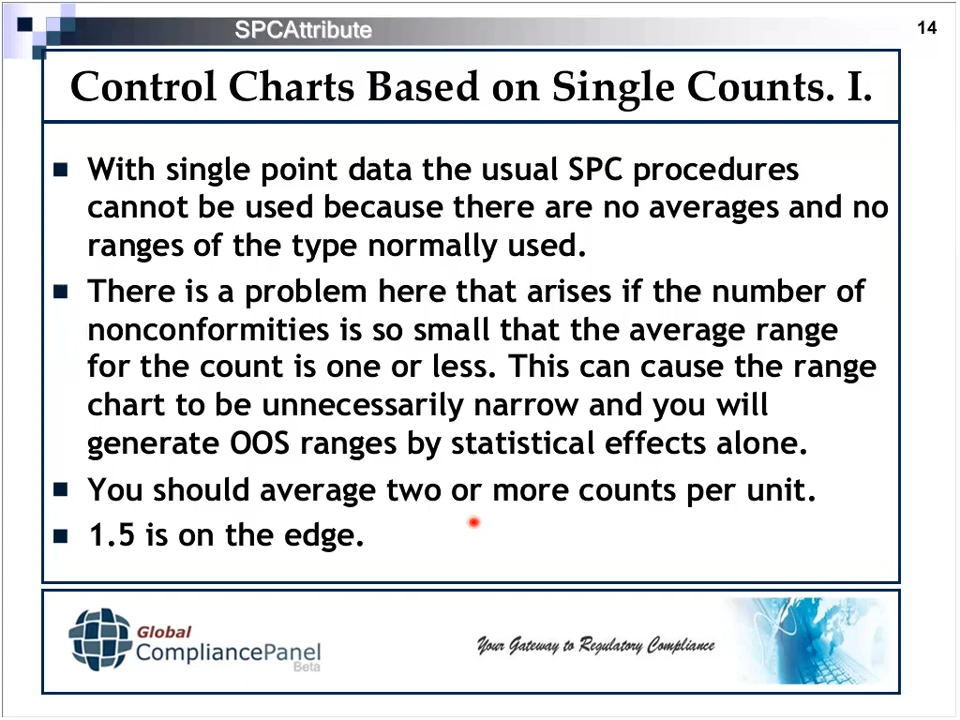 SPCAttribute
14
Control Charts Based on Single Counts. I.
With single point data the usual SPC procedures
cannot be used because there are no averages and no
ranges of the type normally used.
There is a problem here that arises if the number of
nonconformities is so small that the average range
for the count is one or less. This can cause the range
chart to be unnecessarily narrow and you will
generate OOS ranges by statistical effects alone.
You should average two or more counts per unit.
1.5 is on the edge.
Global
CompliancePanel
Beta
Your Gateway to Regulatory Compliance